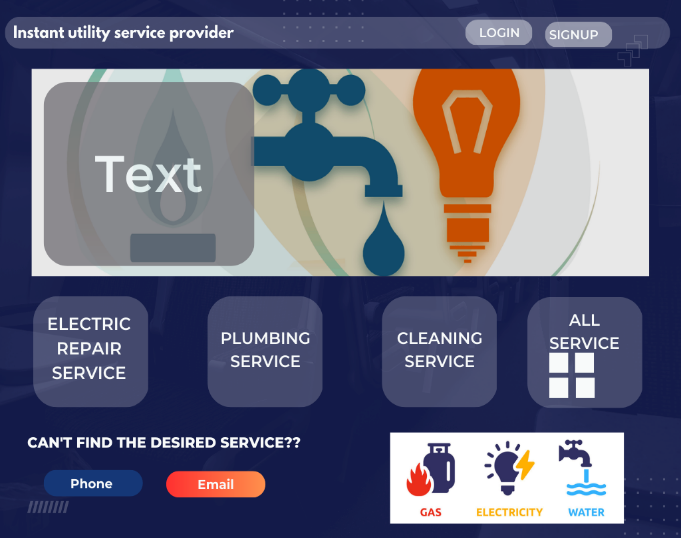 Instant utility service provider
LOGIN
SIGNUP
Text
ELECTRIC
REPAIR
SERVICE
PLUMBING
SERVICE
CLEANING
SERVICE
ALL
SERVICE
CAN'T FIND THE DESIRED SERVICE??
Phone
Email
GAS
ELECTRICITY
WATER